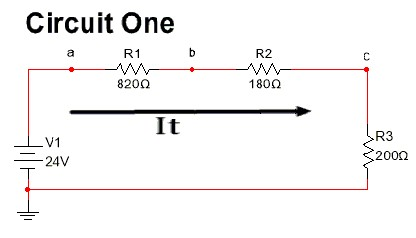 Circuit One
a
R1
b
R2
c
820Ω
180Ω
It
V1
24V
R3
200Ω